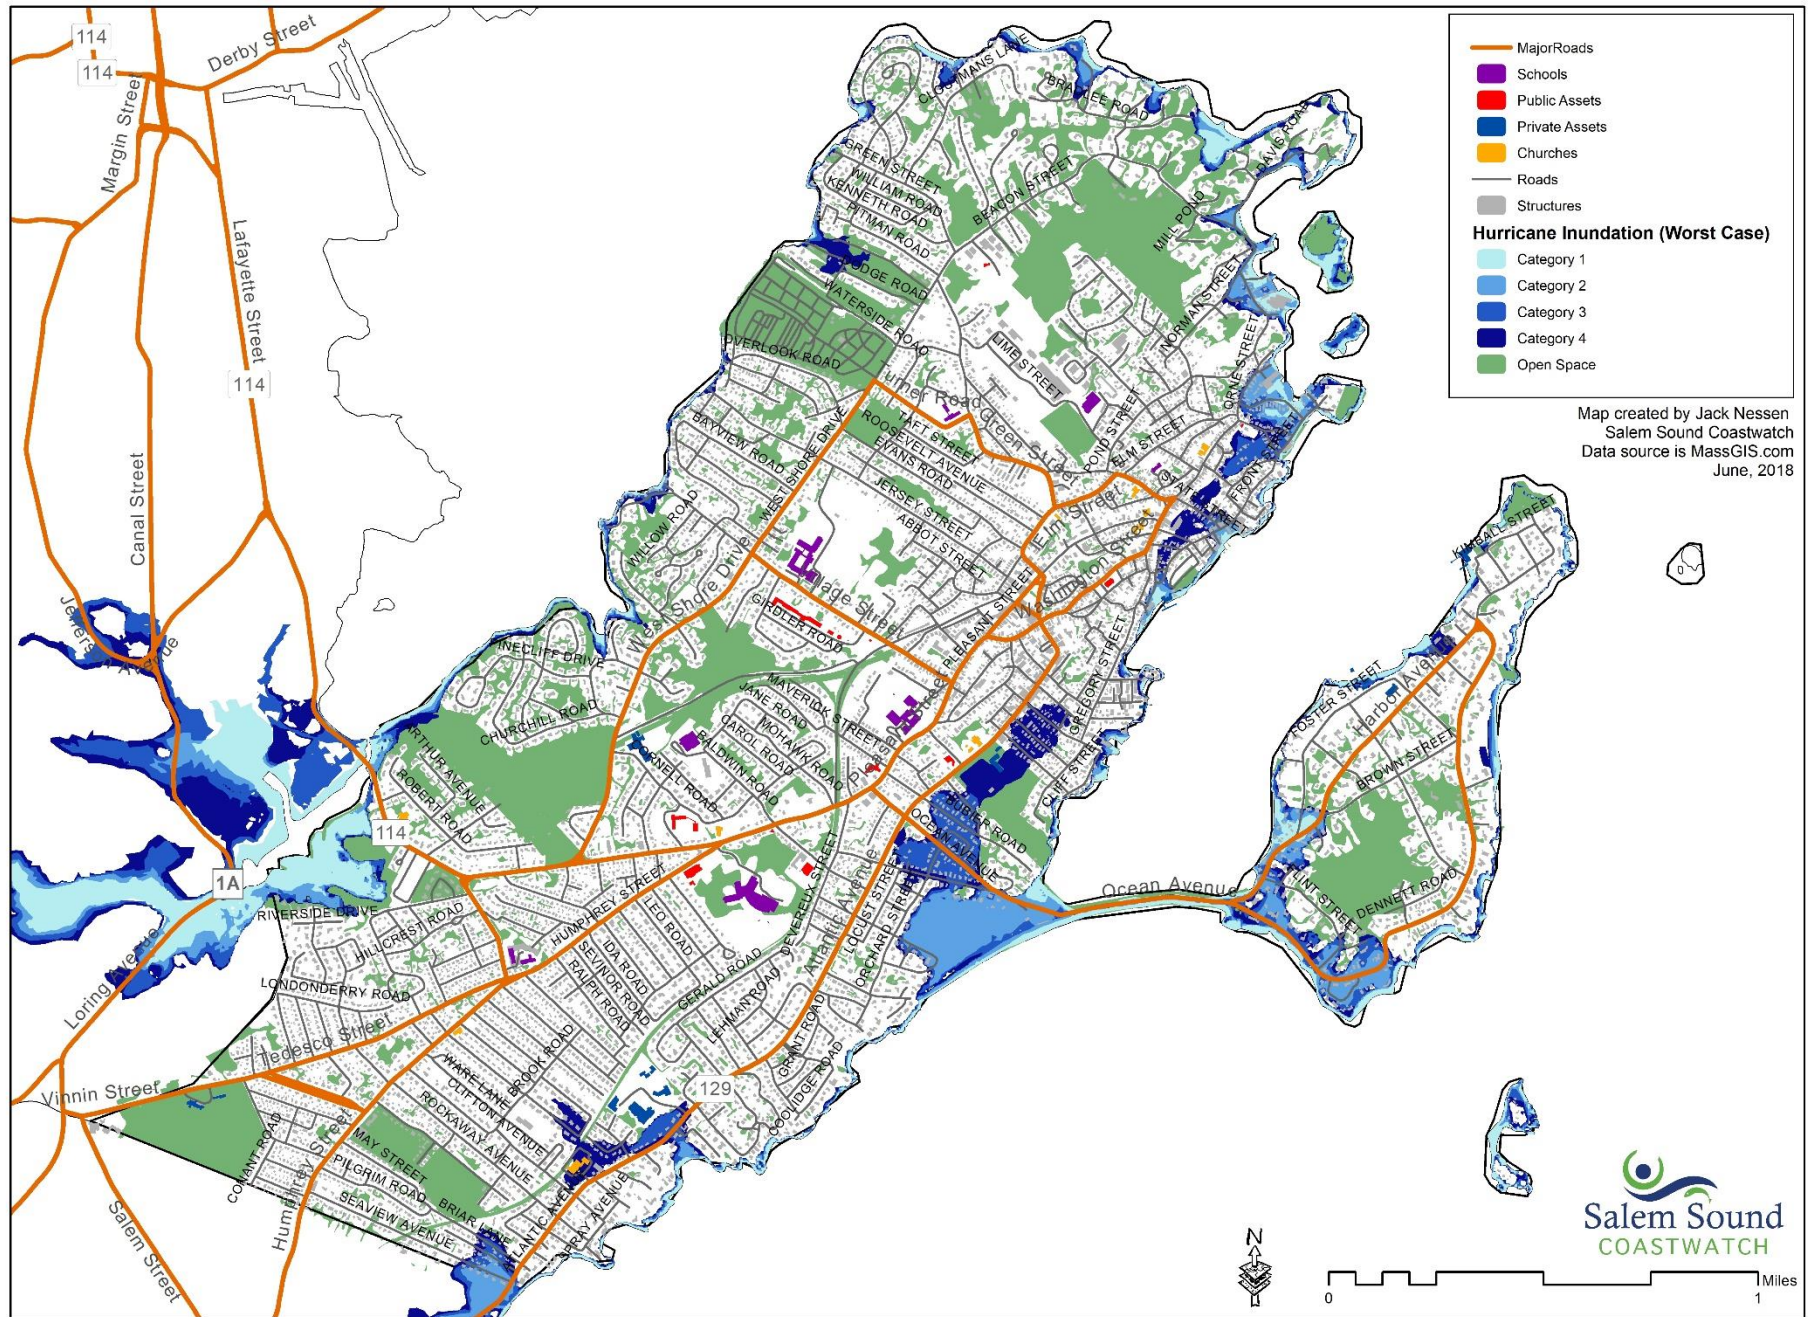 MajorRoads
Schools
Public Assets
Private Assets
Churches
Roads
Structures
Hurricane Inundation (Worst Case)
Category 1
Category 2
Category 3
Category 4
Open Space
Map created by Jack Nessen
Salem Sound Coastwatch
Data source is MassGIS.com
June, 2018
114
Derby Street
114
Margin Street
Lafayette Street
114
Canal Street
CLOUTMANS LANE
DAVIS ROAD
GREEN STREET
WILLIAM ROAD
KENNETH ROAD
PITMAN ROAD
BEACON STREET
MILL POND
DODGE ROAD
WATERSIDE ROAD
OVERLOOK ROAD
NORMAN STREET
ORNE STREET
LIME STREET
Green Street
TAFT STREET
ROOSEVELT AVENUE
EVANS ROAD
POND STREET
ELM STREET
FRONT STREET
STATE STREET
BAYVIEW ROAD
WEST SHORE DRIVE
JERSEY STREET
ABBOT STREET
Elm Street
Washington Street
WILLOW ROAD
West Shore Drive
GIRDLER ROAD
PLEASANT STREET
KIMBALL STREET
PINECLIFF DRIVE
CHURCHILL ROAD
MAVERICK STREET
JANE ROAD
MOHAWK ROAD
CAROL ROAD
BALDWIN ROAD
GREGORY STREET
CLIFF STREET
FOSTER STREET
Harbor Avenue
BROWN STREET
ARTHUR AVENUE
ROBERT ROAD
114
OCEAN AVENUE
Ocean Avenue
DENNETT ROAD
1A
RIVERSIDE DRIVE
HILLCREST ROAD
HUMPHREY STREET
LEO ROAD
IDA ROAD
SEVINOR ROAD
RALPH ROAD
DEVEREUX STREET
Atlantic Avenue
LOCUST STREET
ORCHARD STREET
GERALD ROAD
LEHMAN ROAD
LONDONDERRY ROAD
Loring Avenue
Tedesco Street
GRANT ROAD
COOLIDGE ROAD
129
Vinnin Street
WARE LANE
BROOK ROAD
CLIFTON AVENUE
ROCKAWAY AVENUE
CONANT ROAD
MAY STREET
PILGRIM ROAD
SEAVIEW AVENUE
BRIAR LANE
Humphrey Street
Salem Street
SPRAY AVENUE
Salem Sound
COASTWATCH
N
Miles
0
1